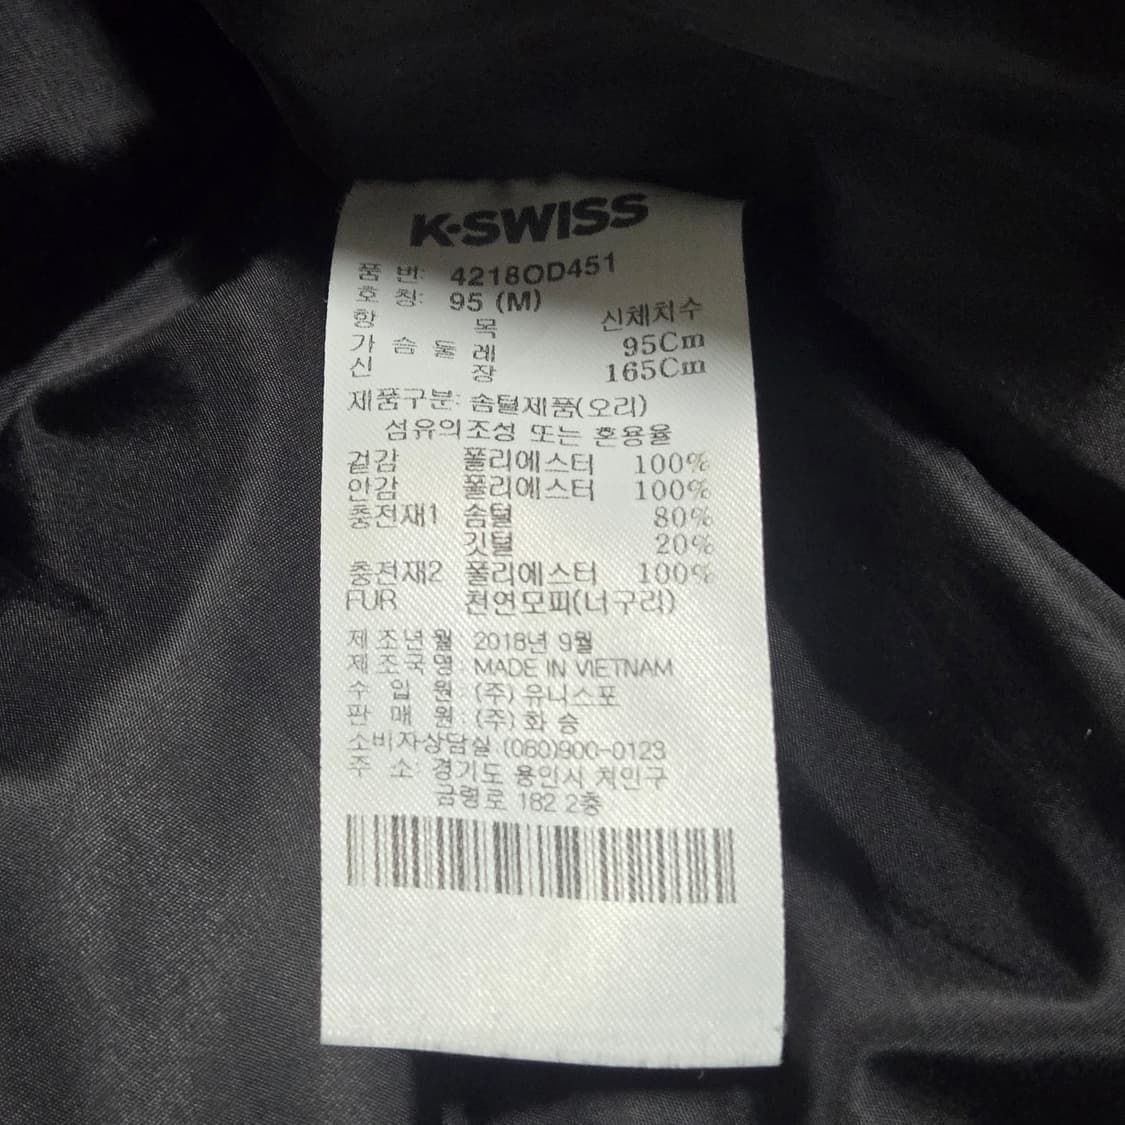 K·SWISS
품 번: 4218OD451
호 칭: 95 (M)
항 목 신체치수
가 슴 둘 레 95Cm
신 장 165Cm
제품구분: 솜털제품(오리)
섬유의조성 또는 혼용율
겉감 폴리에스터 100%
안감 폴리에스터 100%
충전재1 솜털 80%
깃털 20%
충전재2 폴리에스터 100%
FUR 천연모피(너구리)
제조년월 2018년 9월
제조국명: MADE IN VIETNAM
수 입 원: (주) 유니스포
판 매 원: (주) 화 승
소비자상담실 (080)900-0123
주 소: 경기도 용인시 처인구
금령로 182 2층